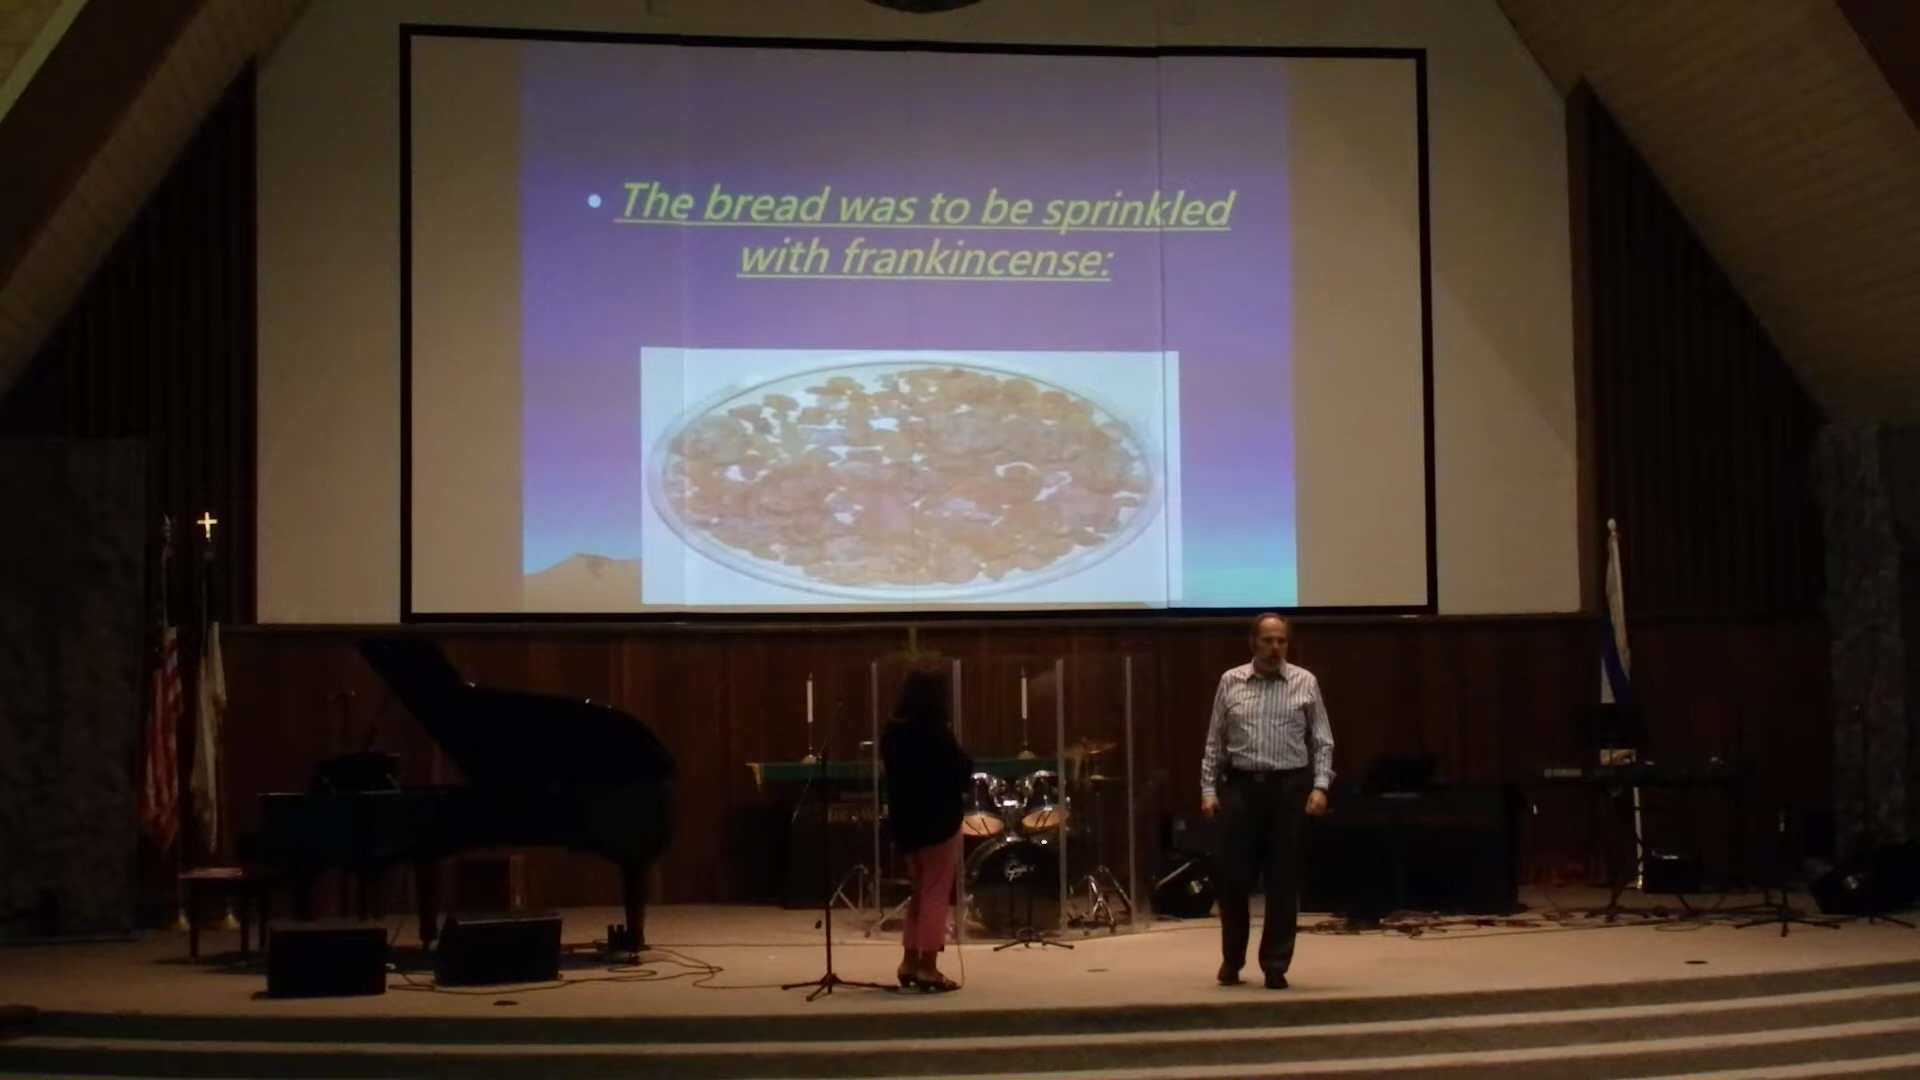 • The bread was to be sprinkled
with frankincense: